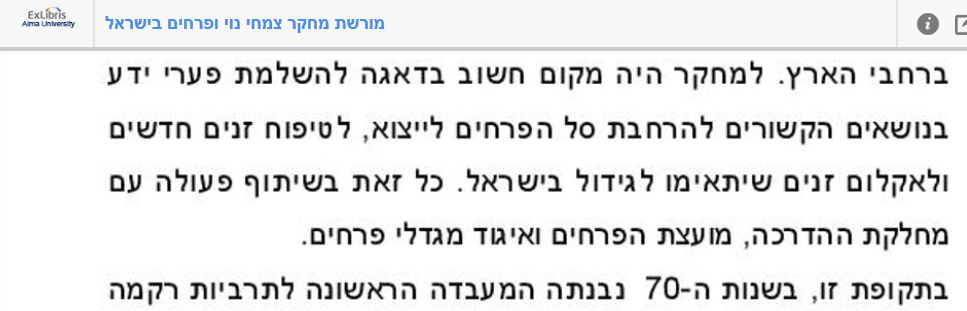 ExLibris
Alma University
מורשת מחקר צמחי נוי ופרחים בישראל
ברחבי הארץ. למחקר היה מקום חשוב בדאגה להשלמת פערי ידע
בנושאים הקשורים להרחבת סל הפרחים לייצוא, לטיפוח זנים חדשים
ולאקלום זנים שיתאימו לגידול בישראל. כל זאת בשיתוף פעולה עם
מחלקת ההדרכה, מועצת הפרחים ואיגוד מגדלי פרחים.
בתקופת זו, בשנות ה-70 נבנתה המעבדה הראשונה לתרביות רקמה